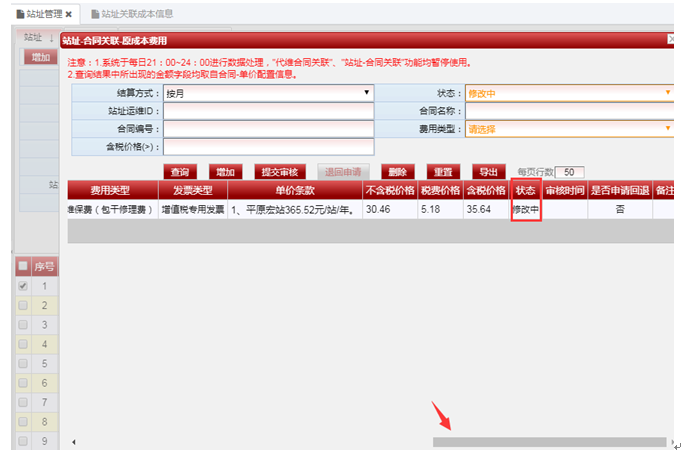 站址管理 站址关联成本信息
站址
增加
站址-合同关联-原成本费用
注意：1.系统于每日21：00~24：00进行数据处理，"代维合同关联"、"站址-合同关联"功能均暂停使用。
2.查询结果中所出现的金额字段均取自合同-单价配置信息。
结算方式： 按月 状态： 修改中
站址运维ID： 合同名称：
合同编号： 费用类型： 请选择
含税价格(>)：
查询 增加 提交审核 退回申请 删除 重置 导出 每页行数 50
费用类型 发票类型 单价条款 不含税价格 税费价格 含税价格 状态 审核时间 是否申请回退 备注
保费（包干修理费） 增值税专用发票 1、平原宏站365.52元/站/年。 30.46 5.18 35.64 修改中 否
站
序号
1
2
3
4
5
6
7
8
9